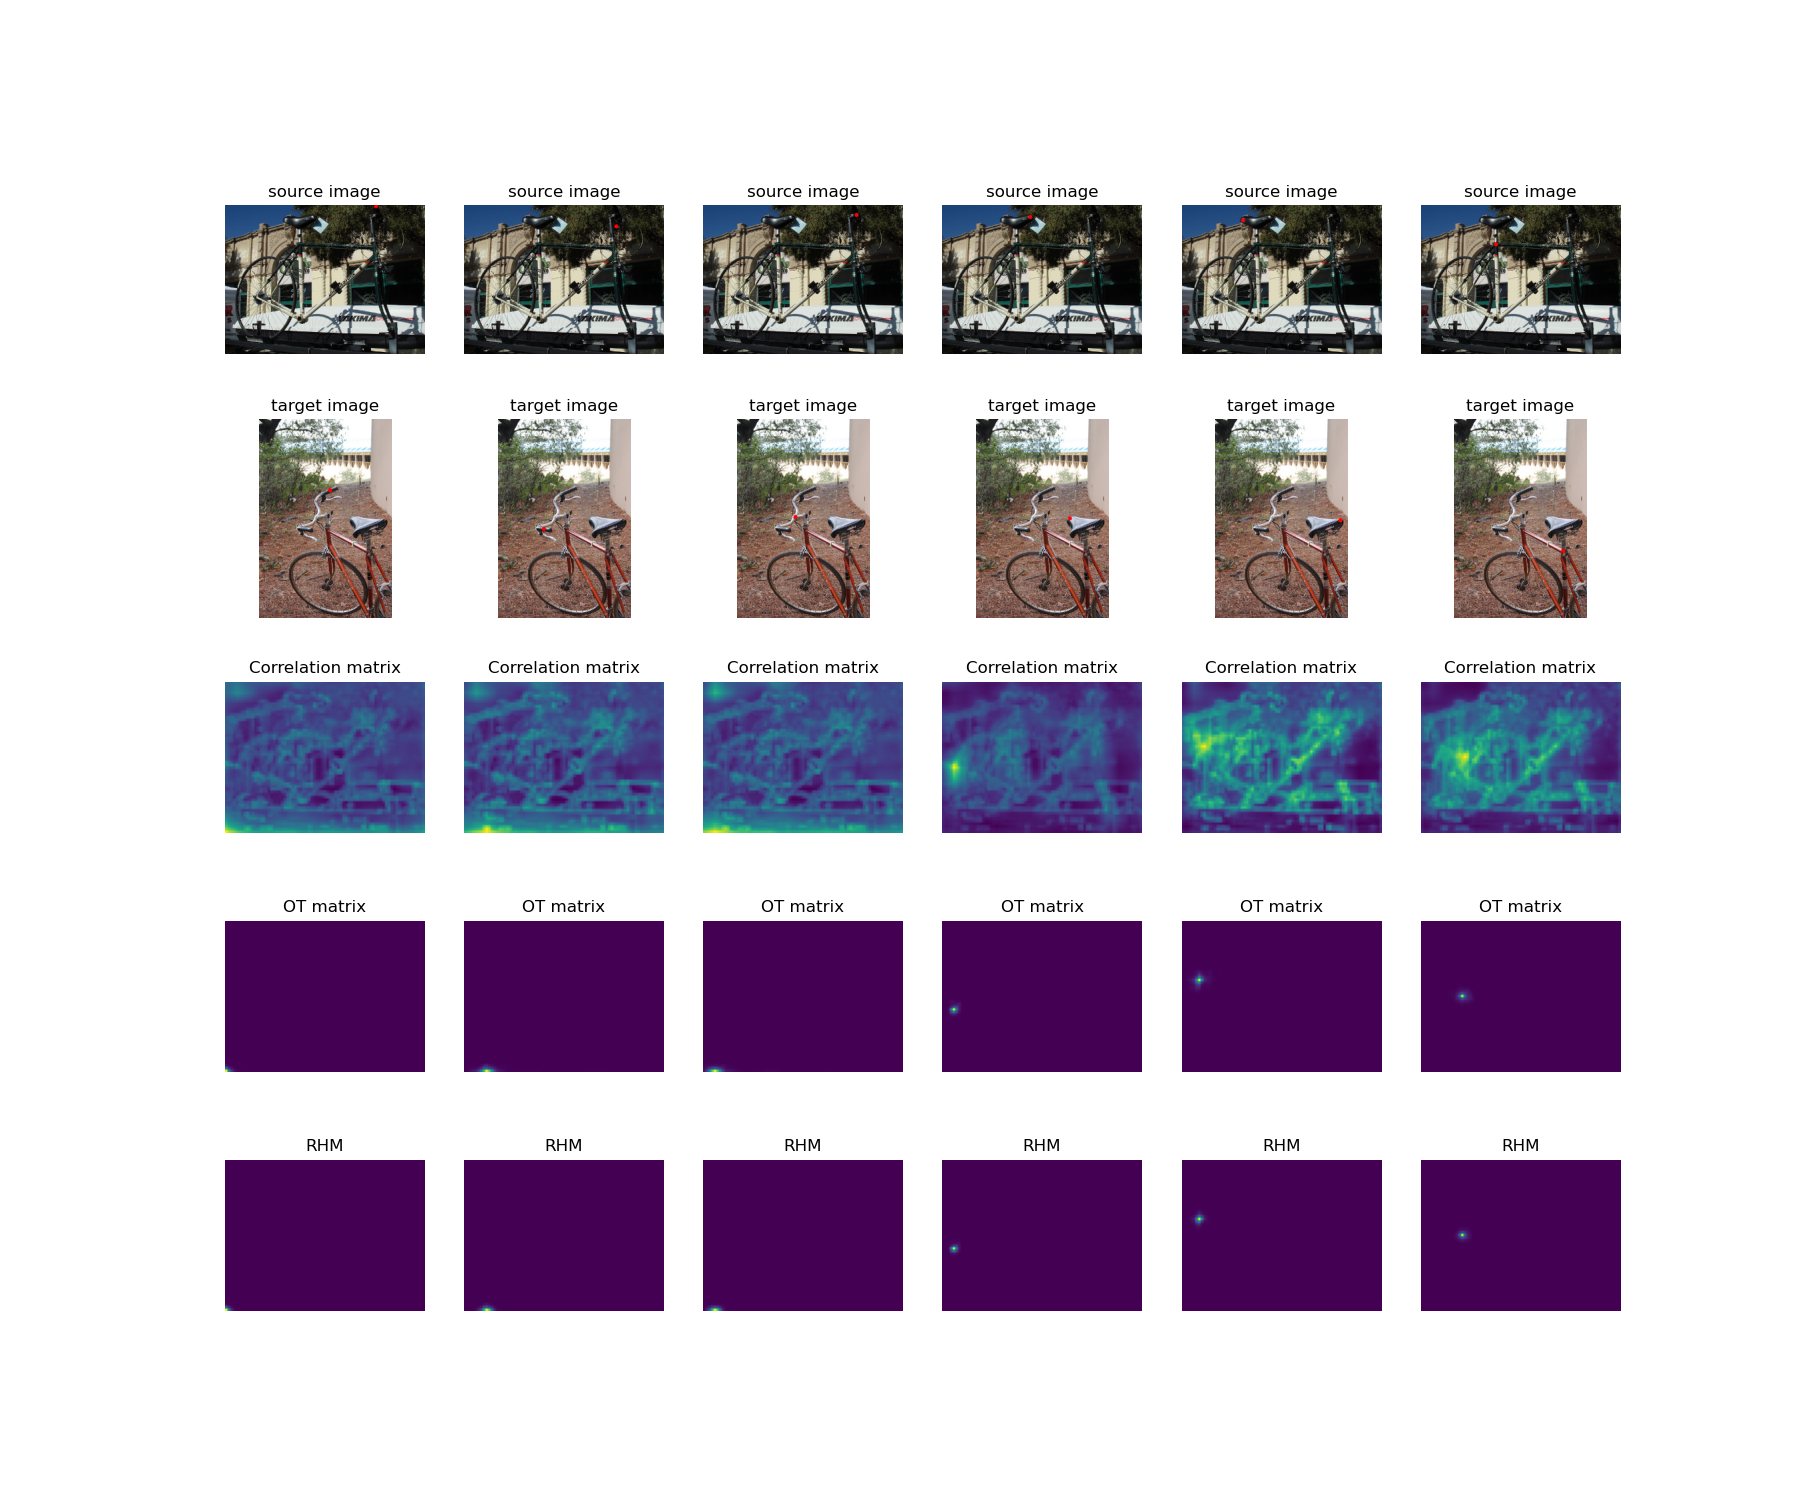 source image source image source image source image source image source image
YAKIMA YAKIMA YAKIMA YAKIMA YAKIMA YAKIMA
target image target image target image target image target image target image
Correlation matrix Correlation matrix Correlation matrix Correlation matrix Correlation matrix Correlation matrix
OT matrix OT matrix OT matrix OT matrix OT matrix OT matrix
RHM RHM RHM RHM RHM RHM